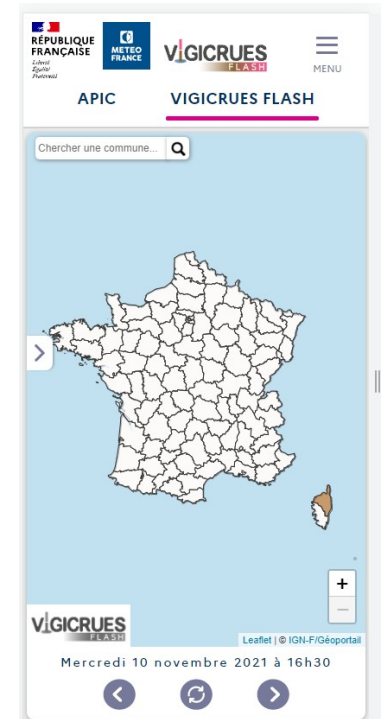 RÉPUBLIQUE
FRANÇAISE
Liberté
Égalité
Fraternité
METEO
FRANCE
VIGICRUES
FLASH
MENU
APIC
VIGICRUES FLASH
Chercher une commune...
+
−
VIGICRUES
FLASH
Leaflet | © IGN-F/Géoportail
Mercredi 10 novembre 2021 à 16h30